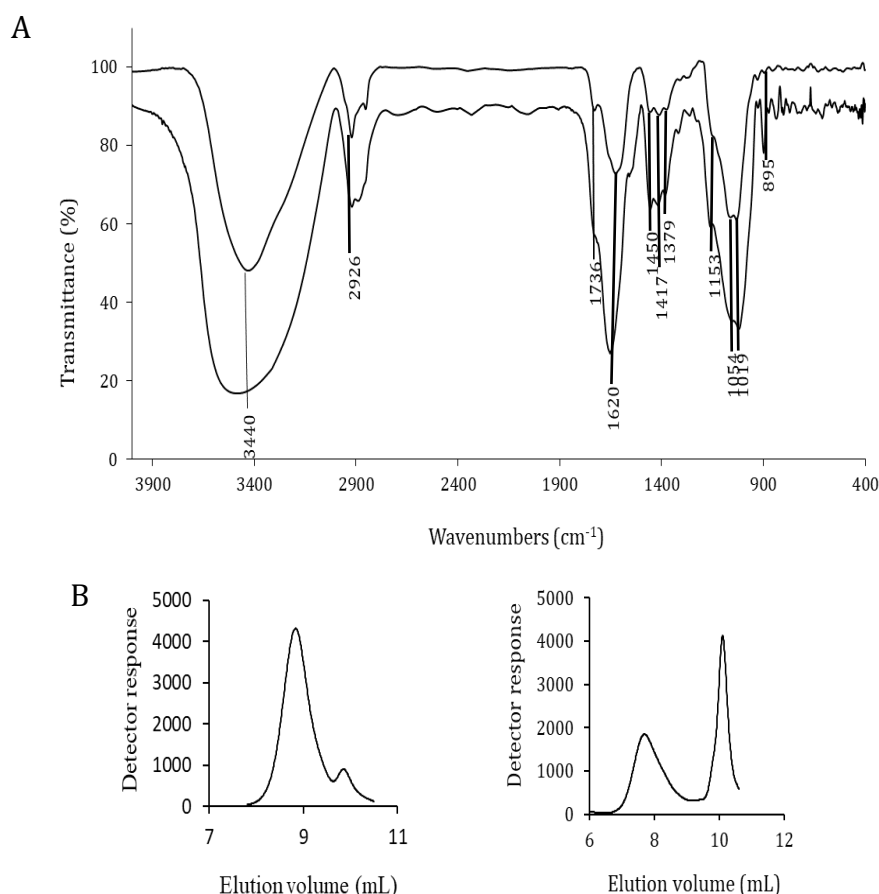 A
Transmittance (%)
100
80
60
40
20
0
3440
2926
1736
1620
1450
1417
1379
1153
1054
1019
895
3900 3400 2900 2400 1900 1400 900 400
Wavenumbers (cm-1)
B
Detector response
5000
4000
3000
2000
1000
0
7 9 11
Elution volume (mL)
Detector response
5000
4000
3000
2000
1000
0
6 8 10 12
Elution volume (mL)